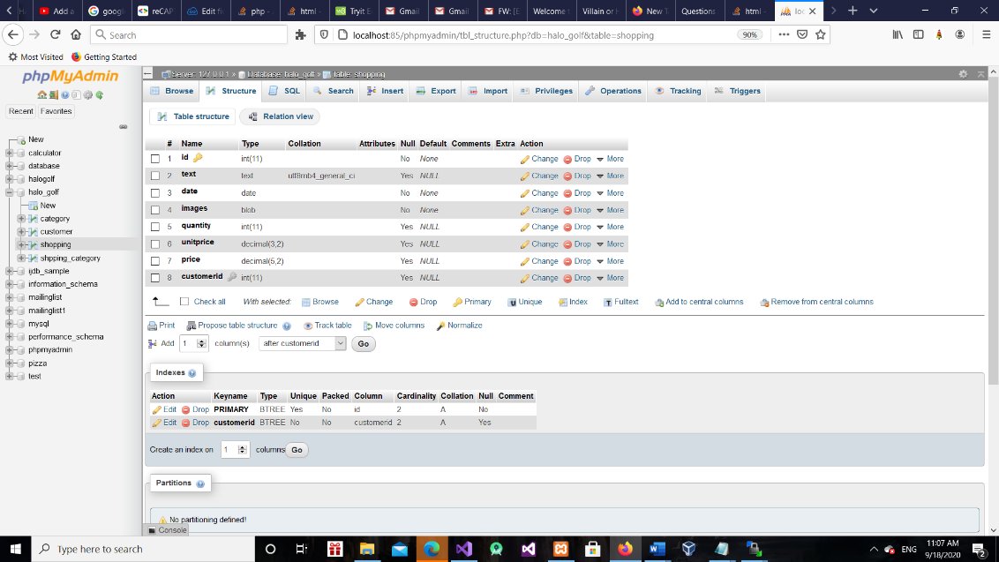 H
Add a
googl
reCAP
Edit fi
php -
html -
Tryit E
Gmail
Gmail
FW: [E
Welcome t
Villain or H
New T
Questions
html -
loc
Search
localhost:85/phpmyadmin/tbl_structure.php?db=halo_golf&table=shopping
90%
Most Visited
Getting Started
phpMyAdmin
Recent
Favorites
New
calculator
database
halogolf
halo_golf
New
category
customer
shopping
shpping_category
ijdb_sample
information_schema
mailinglist
mailinglist1
mysql
performance_schema
phpmyadmin
pizza
test
Server: 127.0.0.1 » Database: halo_golf » Table: shopping
Browse Structure SQL Search Insert Export Import Privileges Operations Tracking Triggers
Table structure Relation view
# Name Type Collation Attributes Null Default Comments Extra Action
1 id int(11) No None Change Drop More
2 text text utf8mb4_general_ci Yes NULL Change Drop More
3 date date No None Change Drop More
4 images blob No None Change Drop More
5 quantity int(11) Yes NULL Change Drop More
6 unitprice decimal(3,2) Yes NULL Change Drop More
7 price decimal(5,2) Yes NULL Change Drop More
8 customerid int(11) Yes NULL Change Drop More
Check all With selected: Browse Change Drop Primary Unique Index Fulltext Add to central columns Remove from central columns
Print Propose table structure Track table Move columns Normalize
Add 1 column(s) after customerid Go
Indexes
Action Keyname Type Unique Packed Column Cardinality Collation Null Comment
Edit Drop PRIMARY BTREE Yes No id 2 A No
Edit Drop customerid BTREE No No customerid 2 A Yes
Create an index on 1 columns Go
Partitions
No partitioning defined!
Console
Type here to search
ENG
11:07 AM
9/18/2020
2